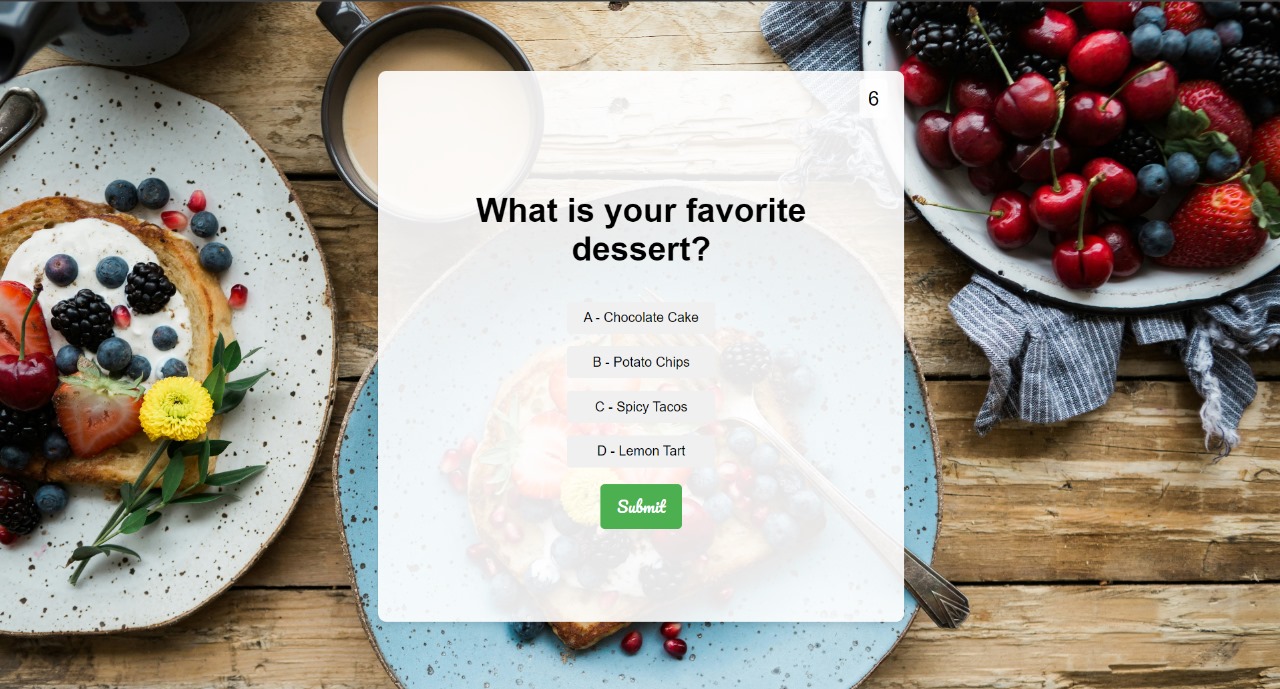 6
What is your favorite
dessert?
A - Chocolate Cake
B - Potato Chips
C - Spicy Tacos
D - Lemon Tart
Submit